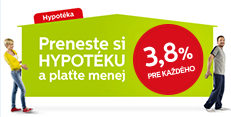 Hypotéka
Preneste si
HYPOTÉKU
a plaťte menej
3,8%
PRE KAŽDÉHO